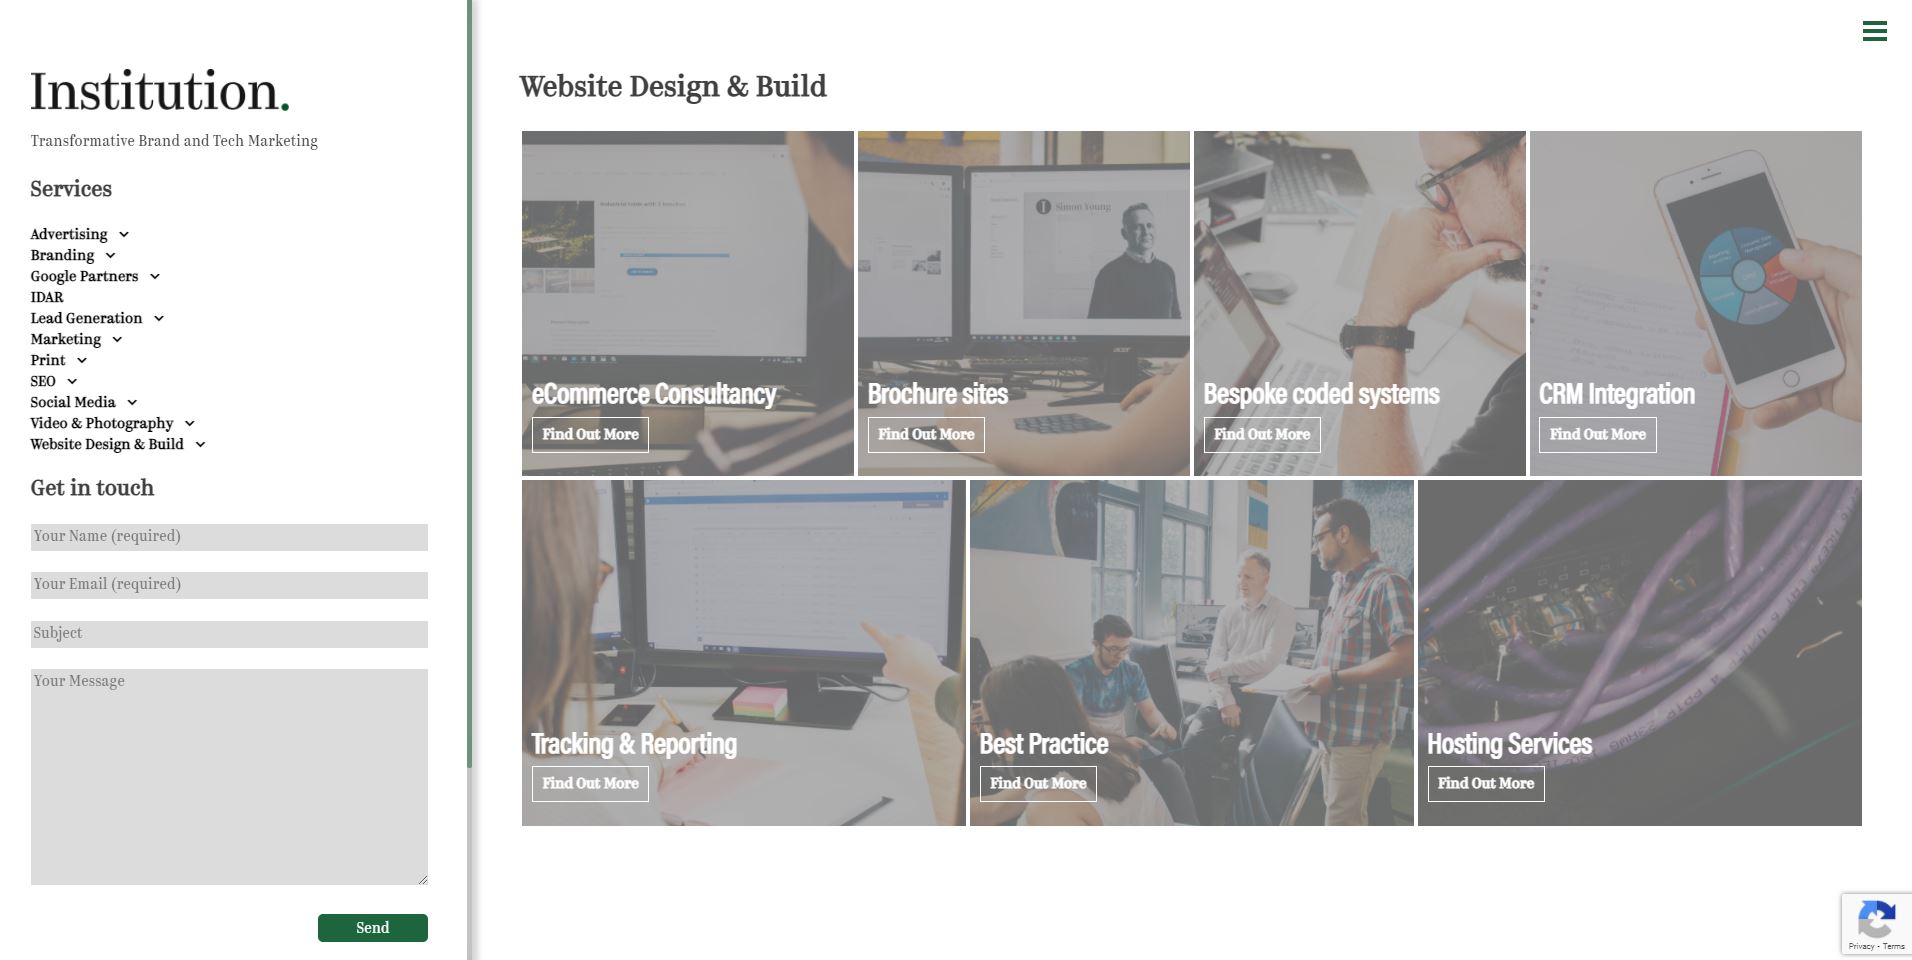 Institution.
Transformative Brand and Tech Marketing
Services
Advertising
Branding
Google Partners
IDAR
Lead Generation
Marketing
Print
SEO
Social Media
Video & Photography
Website Design & Build
Get in touch
Your Name (required)
Your Email (required)
Subject
Your Message
Send
Website Design & Build
eCommerce Consultancy
Find Out More
Simon Young
acer
Brochure sites
Find Out More
Bespoke coded systems
Find Out More
CRM
CRM Integration
Find Out More
Tracking & Reporting
Find Out More
Best Practice
Find Out More
Hosting Services
Find Out More
Privacy - Terms